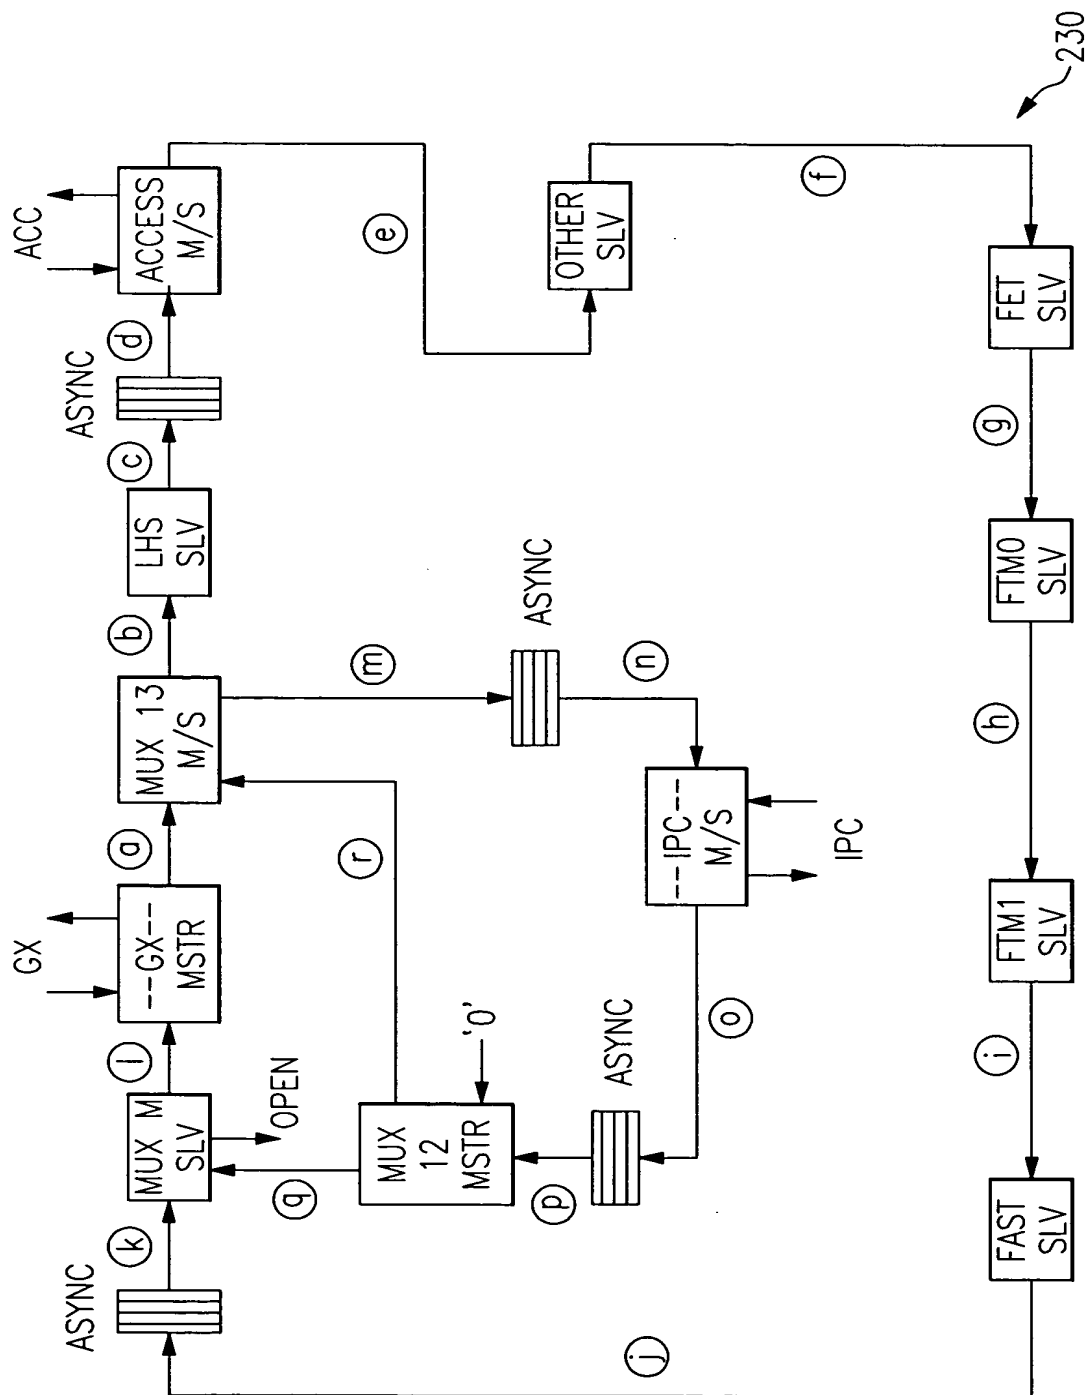 ASYNC
k
MUX M
SLV
OPEN
l
GX
--GX--
MSTR
a
MUX 13
M/S
b
LHS
SLV
c
ASYNC
d
ACC
ACCESS
M/S
e
OTHER
SLV
f
q
MUX
12
MSTR
'0'
r
p
ASYNC
o
--IPC--
M/S
IPC
n
ASYNC
m
j
FAST
SLV
i
FTM1
SLV
h
FTM0
SLV
g
FET
SLV
230